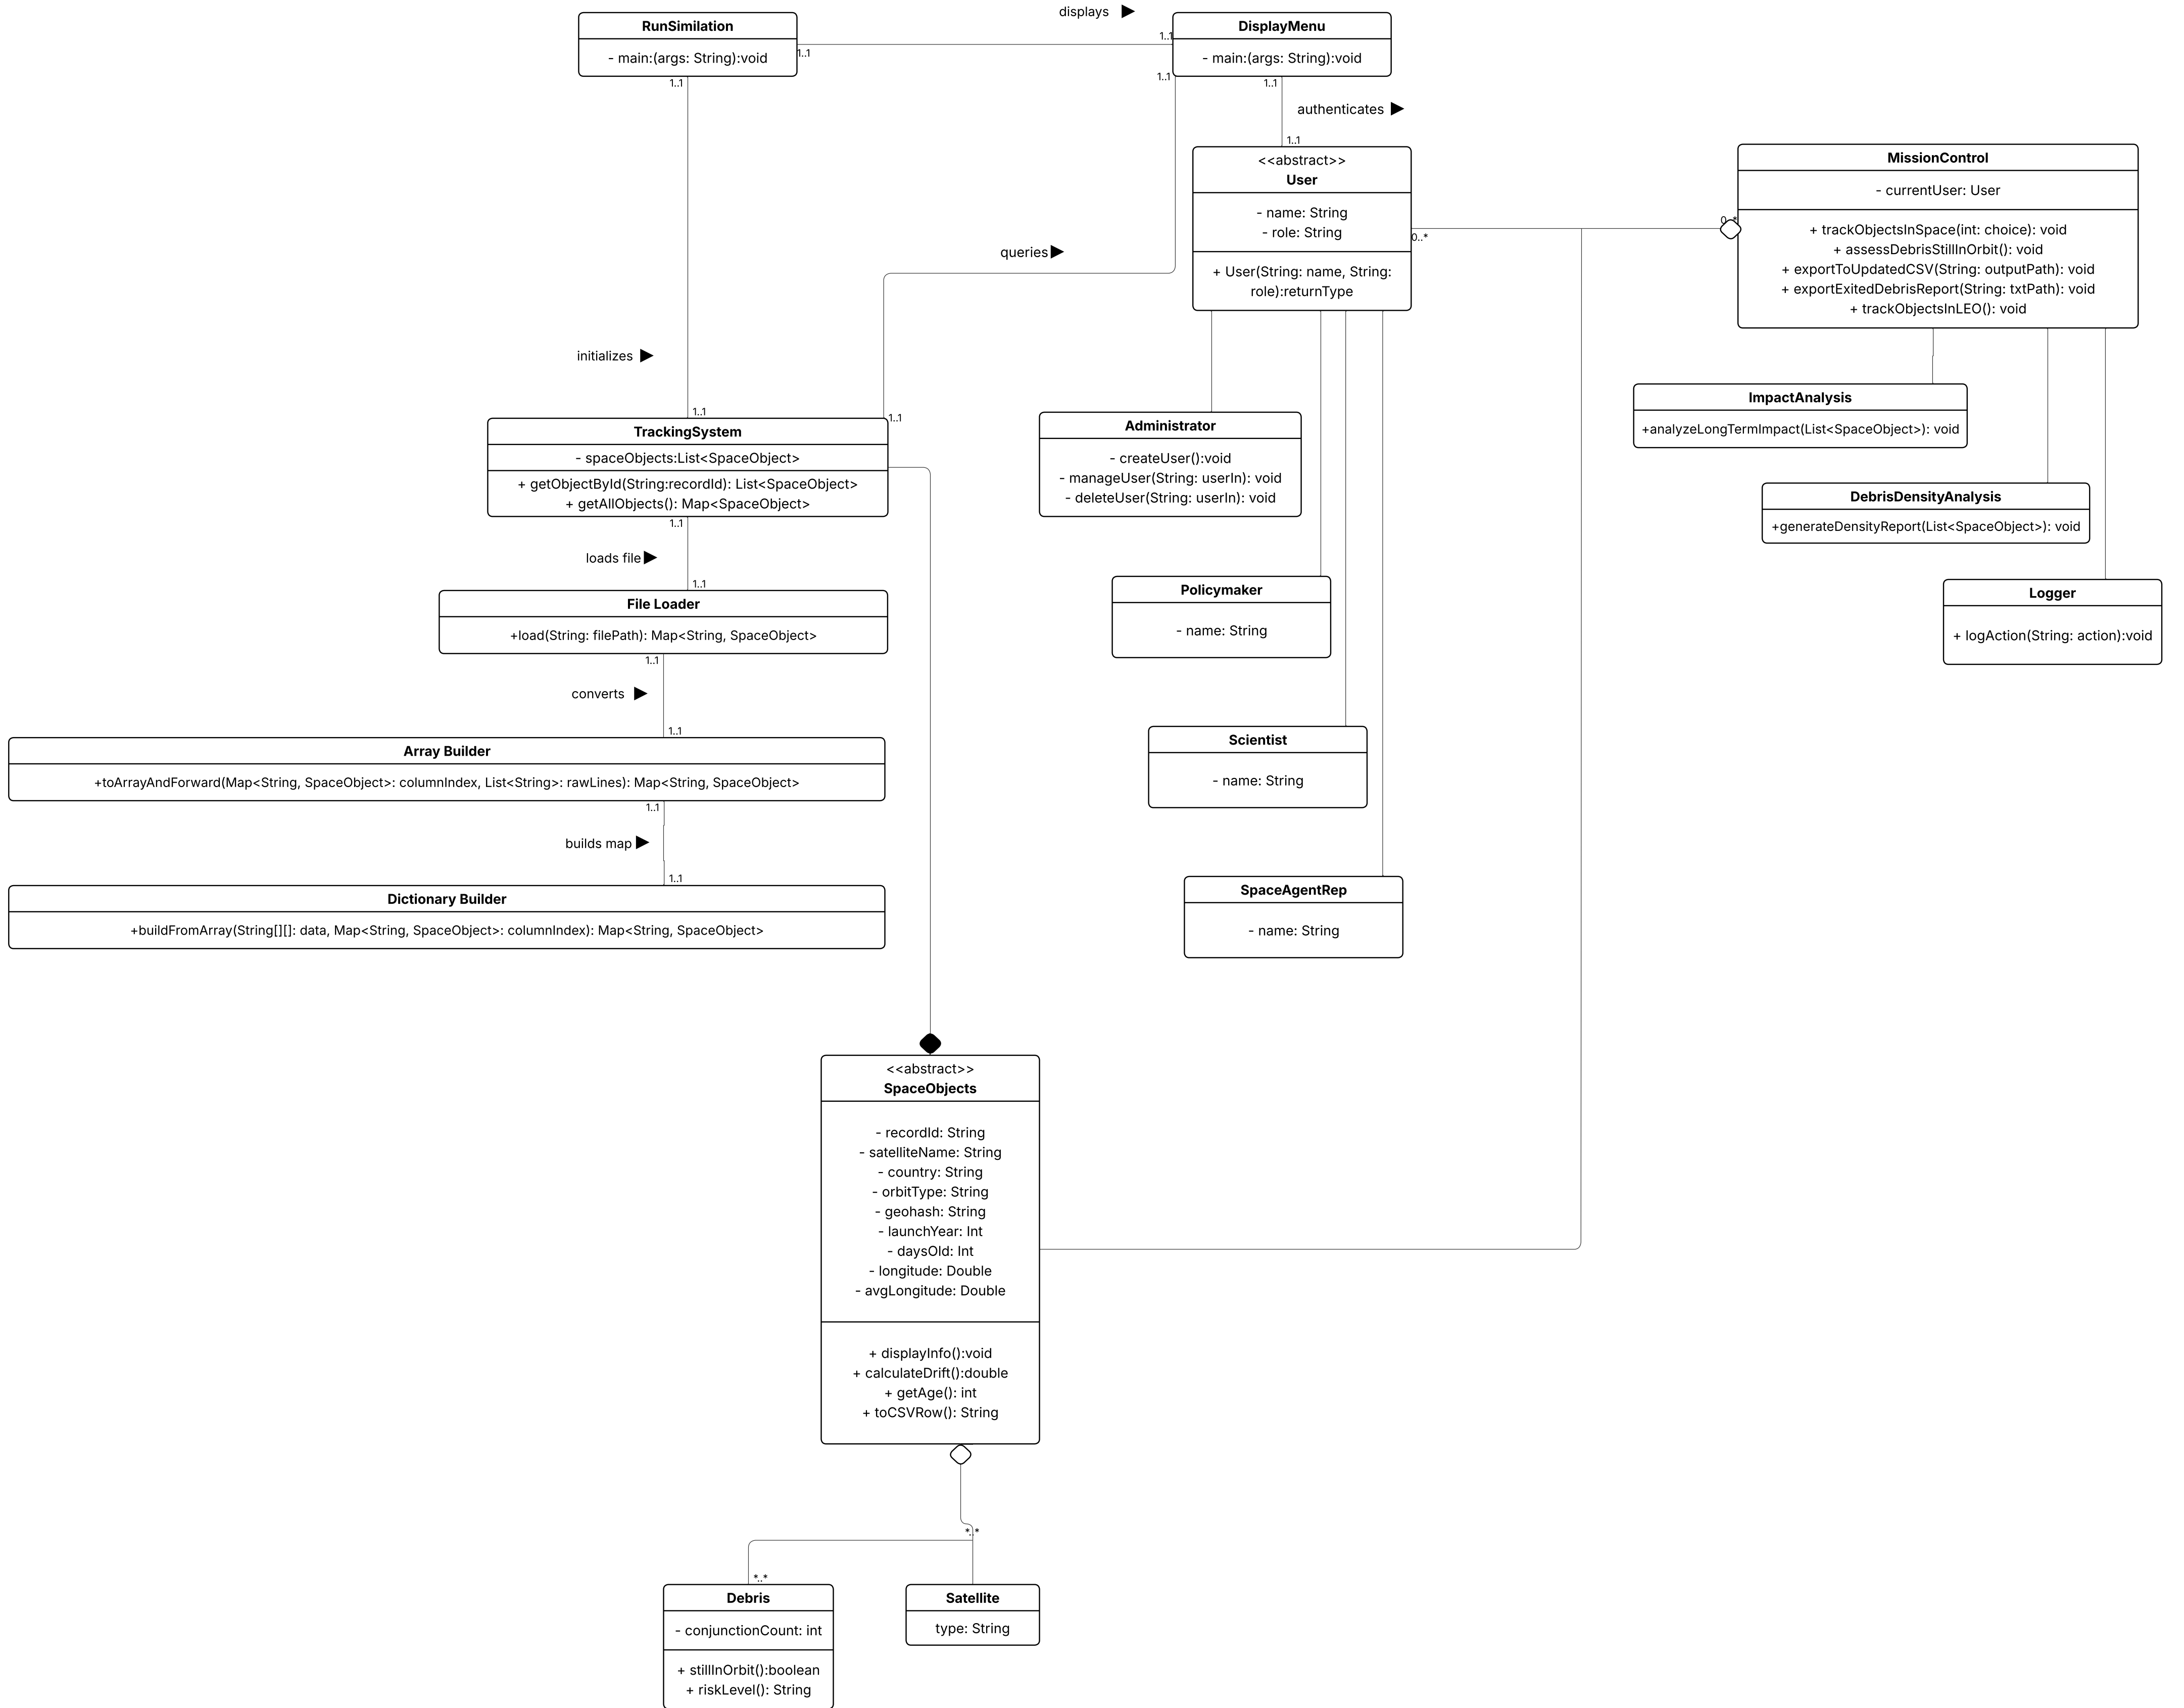 displays
RunSimilation
- main:(args: String):void
1..1
1..1
DisplayMenu
- main:(args: String):void
1..1
1..1
1..1
authenticates
1..1
<<abstract>>
User
- name: String
- role: String
+ User(String: name, String:
role):returnType
0..*
0..*
MissionControl
- currentUser: User
+ trackObjectsInSpace(int: choice): void
+ assessDebrisStillInOrbit(): void
+ exportToUpdatedCSV(String: outputPath): void
+ exportExitedDebrisReport(String: txtPath): void
+ trackObjectsInLEO(): void
queries
initializes
1..1
1..1
TrackingSystem
- spaceObjects:List<SpaceObject>
+ getObjectById(String:recordId): List<SpaceObject>
+ getAllObjects(): Map<SpaceObject>
1..1
Administrator
- createUser():void
- manageUser(String: userIn): void
- deleteUser(String: userIn): void
ImpactAnalysis
+analyzeLongTermImpact(List<SpaceObject>): void
DebrisDensityAnalysis
+generateDensityReport(List<SpaceObject>): void
loads file
1..1
File Loader
+load(String: filePath): Map<String, SpaceObject>
1..1
Policymaker
- name: String
Logger
+ logAction(String: action):void
converts
1..1
Array Builder
+toArrayAndForward(Map<String, SpaceObject>: columnIndex, List<String>: rawLines): Map<String, SpaceObject>
1..1
Scientist
- name: String
builds map
1..1
Dictionary Builder
+buildFromArray(String[][]: data, Map<String, SpaceObject>: columnIndex): Map<String, SpaceObject>
SpaceAgentRep
- name: String
<<abstract>>
SpaceObjects
- recordId: String
- satelliteName: String
- country: String
- orbitType: String
- geohash: String
- launchYear: Int
- daysOld: Int
- longitude: Double
- avgLongitude: Double
+ displayInfo():void
+ calculateDrift():double
+ getAge(): int
+ toCSVRow(): String
*..*
*..*
Debris
- conjunctionCount: int
+ stillInOrbit():boolean
+ riskLevel(): String
Satellite
type: String